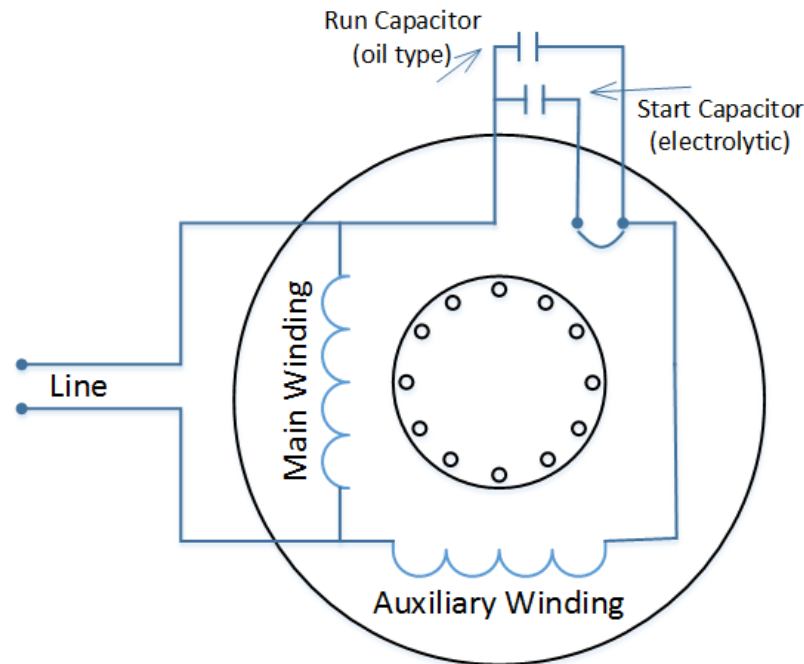 Run Capacitor
(oil type)
Start Capacitor
(electrolytic)
Line
Main Winding
Auxiliary Winding